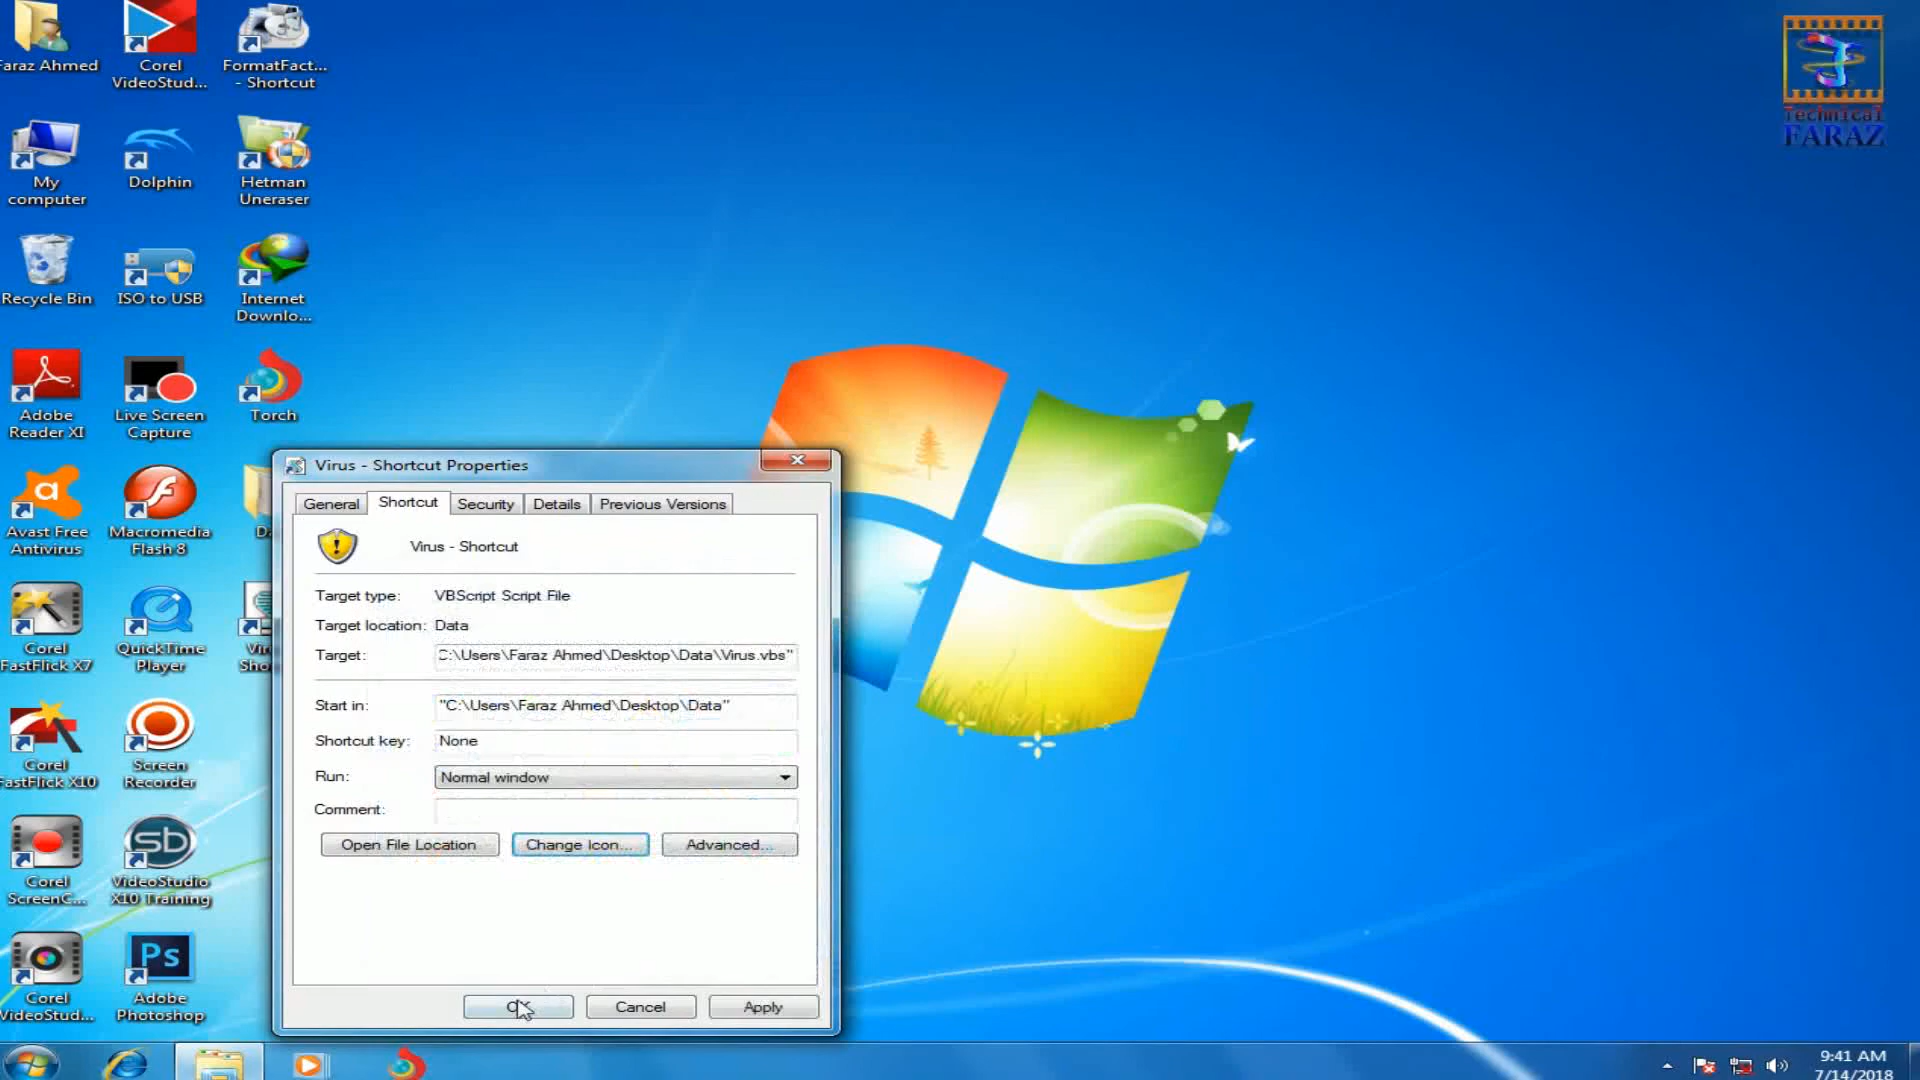 Faraz Ahmed
Corel
VideoStud...
FormatFact...
- Shortcut
Technical
FARAZ
My
computer
Dolphin
Hetman
Uneraser
Recycle Bin
ISO to USB
Internet
Downlo...
Adobe
Reader XI
Live Screen
Capture
Torch
Avast Free
Antivirus
Macromedia
Flash 8
Corel
FastFlick X7
QuickTime
Player
Corel
FastFlick X10
Screen
Recorder
Corel
ScreenC...
VideoStudio
X10 Training
Corel
VideoStud...
Ps
Adobe
Photoshop
Virus - Shortcut Properties
General
Shortcut
Security
Details
Previous Versions
Virus - Shortcut
Target type: VBScript Script File
Target location: Data
Target: C:\Users\Faraz Ahmed\Desktop\Data\Virus.vbs"
Start in: "C:\Users\Faraz Ahmed\Desktop\Data"
Shortcut key: None
Run: Normal window
Comment:
Open File Location
Change Icon...
Advanced...
OK
Cancel
Apply
9:41 AM
7/14/2018